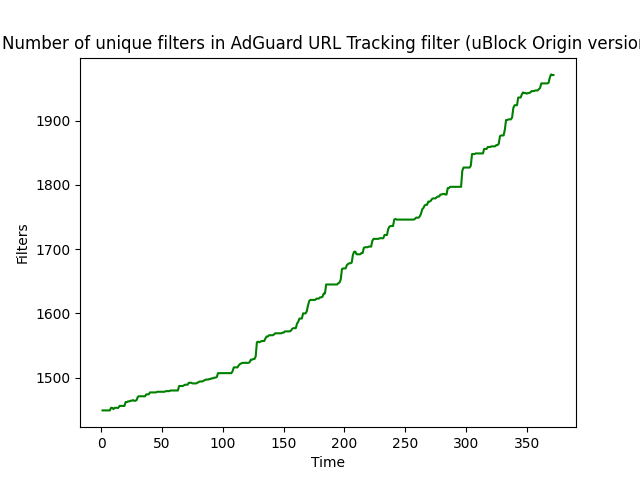 Number of unique filters in AdGuard URL Tracking filter (uBlock Origin version
Filters
1900
1800
1700
1600
1500
0 50 100 150 200 250 300 350
Time